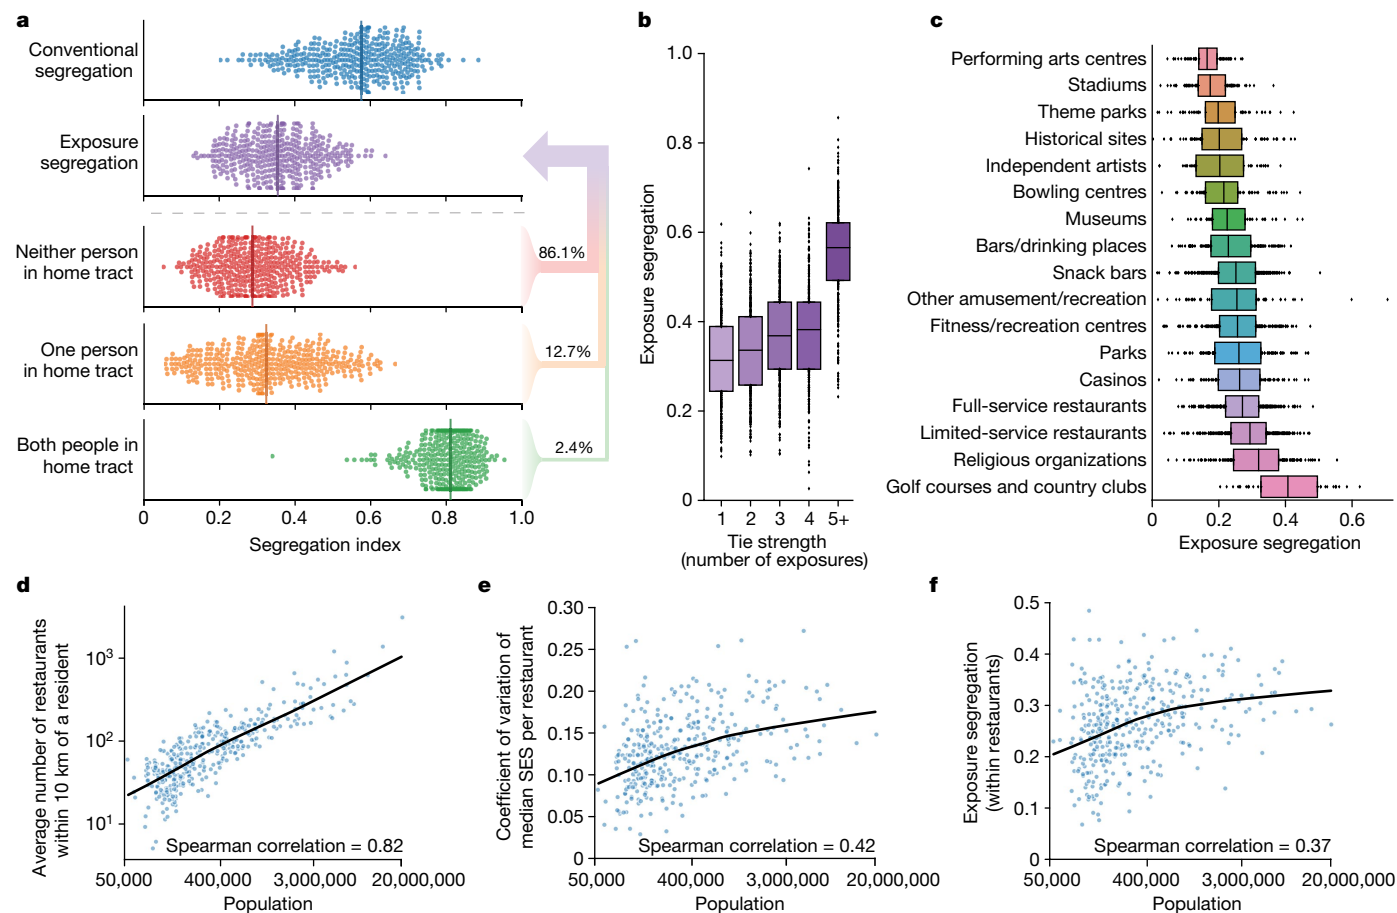 a
Conventional
segregation
Exposure
segregation
Neither person
in home tract
One person
in home tract
Both people in
home tract
86.1%
12.7%
2.4%
0 0.2 0.4 0.6 0.8 1.0
Segregation index
b
Exposure segregation
1.0
0.8
0.6
0.4
0.2
0
1 2 3 4 5+
Tie strength
(number of exposures)
c
Performing arts centres
Stadiums
Theme parks
Historical sites
Independent artists
Bowling centres
Museums
Bars/drinking places
Snack bars
Other amusement/recreation
Fitness/recreation centres
Parks
Casinos
Full-service restaurants
Limited-service restaurants
Religious organizations
Golf courses and country clubs
0 0.2 0.4 0.6
Exposure segregation
d
Average number of restaurants
within 10 km of a resident
10³
10²
10¹
Spearman correlation = 0.82
50,000 400,000 3,000,000 20,000,000
Population
e
Coefficient of variation of
median SES per restaurant
0.30
0.25
0.20
0.15
0.10
0.05
0
Spearman correlation = 0.42
50,000 400,000 3,000,000 20,000,000
Population
f
Exposure segregation
(within restaurants)
0.5
0.4
0.3
0.2
0.1
0
Spearman correlation = 0.37
50,000 400,000 3,000,000 20,000,000
Population